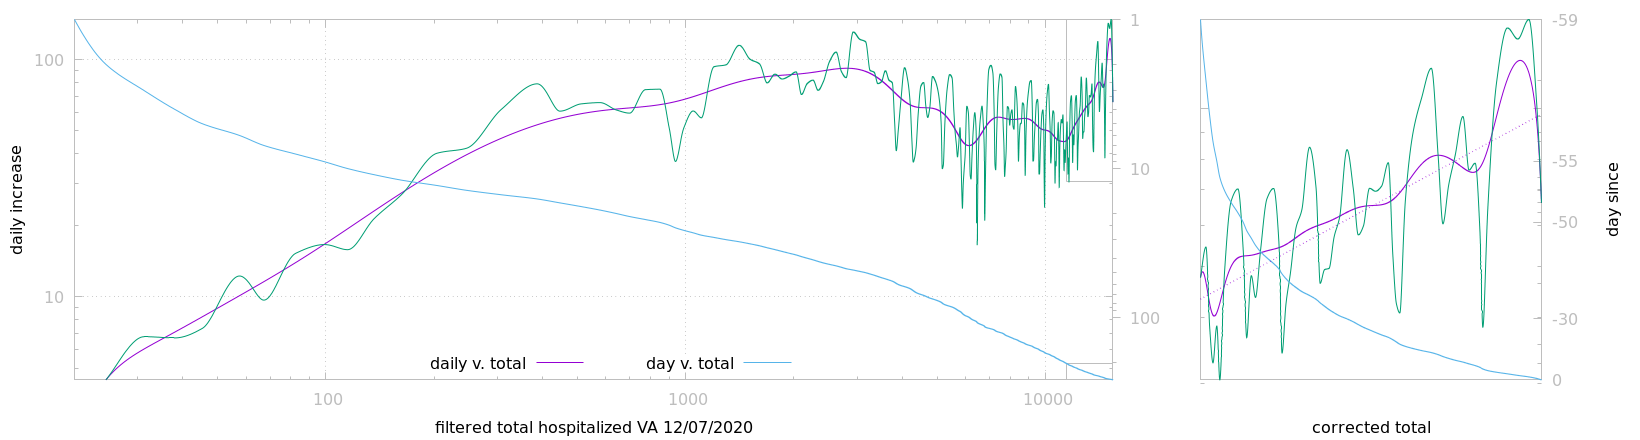 100
10
daily increase
1
10
100
daily v. total
day v. total
100
1000
10000
filtered total hospitalized VA 12/07/2020
-59
-55
-50
-30
0
day since
corrected total